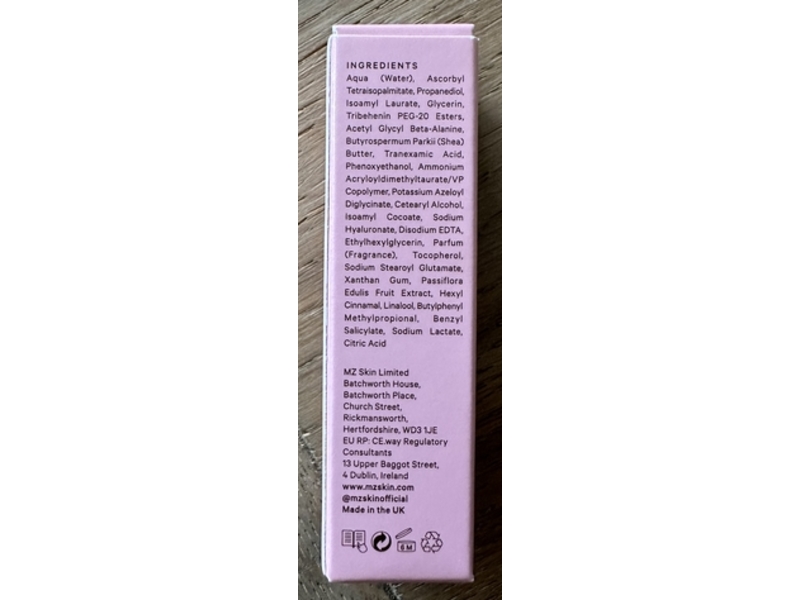 INGREDIENTS
Aqua (Water), Ascorbyl
Tetraisopalmitate, Propanediol,
Isoamyl Laurate, Glycerin,
Tribehenin PEG-20 Esters,
Acetyl Glycyl Beta-Alanine,
Butyrospermum Parkii (Shea)
Butter, Tranexamic Acid,
Phenoxyethanol, Ammonium
Acryloyldimethyltaurate/VP
Copolymer, Potassium Azeloyl
Diglycinate, Cetearyl Alcohol,
Isoamyl Cocoate, Sodium
Hyaluronate, Disodium EDTA,
Ethylhexylglycerin, Parfum
(Fragrance), Tocopherol,
Sodium Stearoyl Glutamate,
Xanthan Gum, Passiflora
Edulis Fruit Extract, Hexyl
Cinnamal, Linalool, Butylphenyl
Methylpropional, Benzyl
Salicylate, Sodium Lactate,
Citric Acid
MZ Skin Limited
Batchworth House,
Batchworth Place,
Church Street,
Rickmansworth,
Hertfordshire, WD3 1JE
EU RP: CE.way Regulatory
Consultants
13 Upper Baggot Street,
4 Dublin, Ireland
www.mzskin.com
@mzskinofficial
Made in the UK
6 M